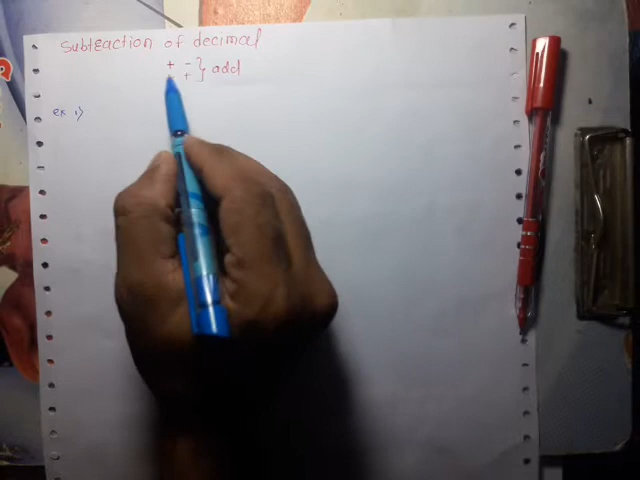 Subtraction of decimal
+ - } add
+ +
ex. 1)